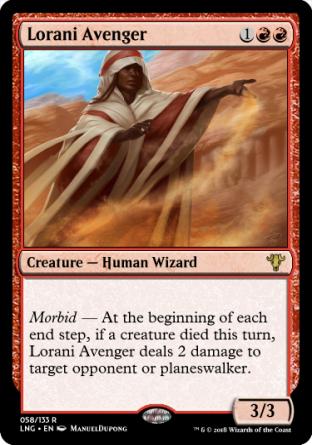 Lorani Avenger 1
Creature — Human Wizard
Morbid — At the beginning of each
end step, if a creature died this turn,
Lorani Avenger deals 2 damage to
target opponent or planeswalker.
3/3
058/133 R
LNG • EN MANUELDUPONG
™ & © 2018 Wizards of the Coast